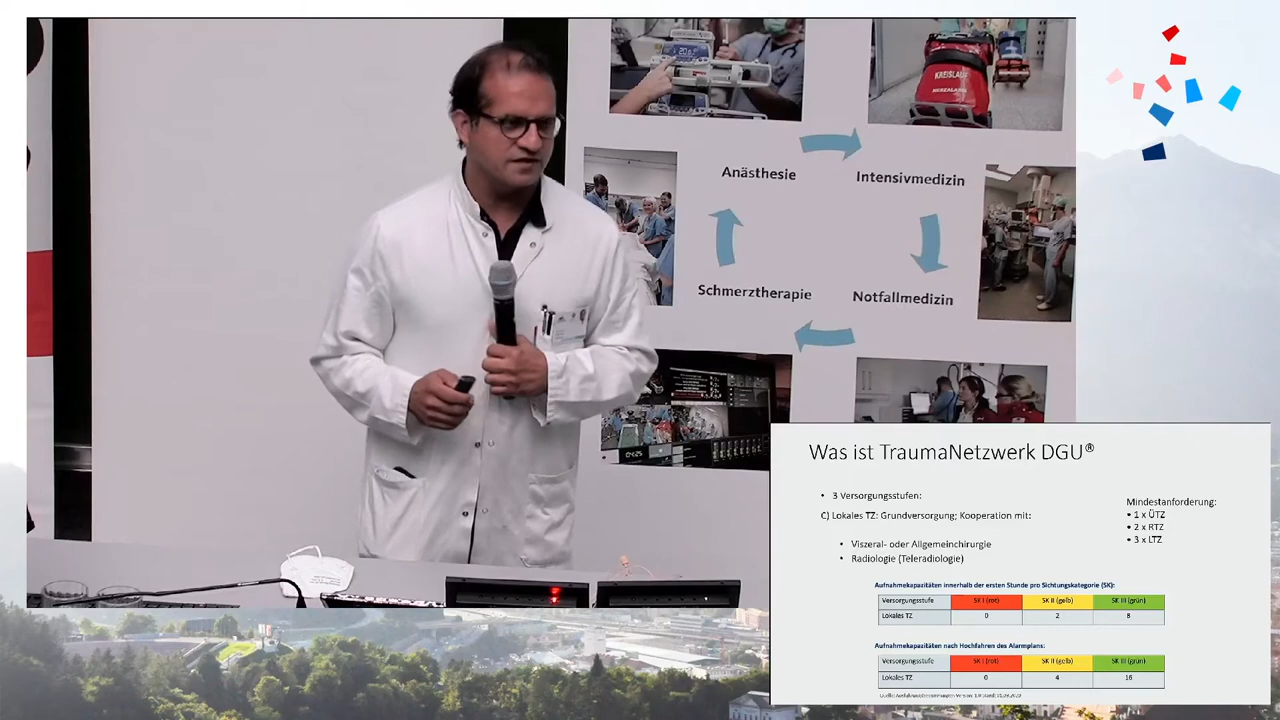 KREISLAUF
Anästhesie
Intensivmedizin
Schmerztherapie
Notfallmedizin
04:25
Was ist TraumaNetzwerk DGU®
• 3 Versorgungsstufen:
C) Lokales TZ: Grundversorgung; Kooperation mit:
• Viszeral- oder Allgemeinchirurgie
• Radiologie (Teleradiologie)
Mindestanforderung:
• 1 x ÜTZ
• 2 x RTZ
• 3 x LTZ
Aufnahmekapazitäten innerhalb der ersten Stunde pro Sichtungskategorie (SK):
Versorgungsstufe SK I (rot) SK II (gelb) SK III (grün)
Lokales TZ 0 2 8
Aufnahmekapazitäten nach Hochfahren des Alarmplans:
Versorgungsstufe SK I (rot) SK II (gelb) SK III (grün)
Lokales TZ 0 4 16